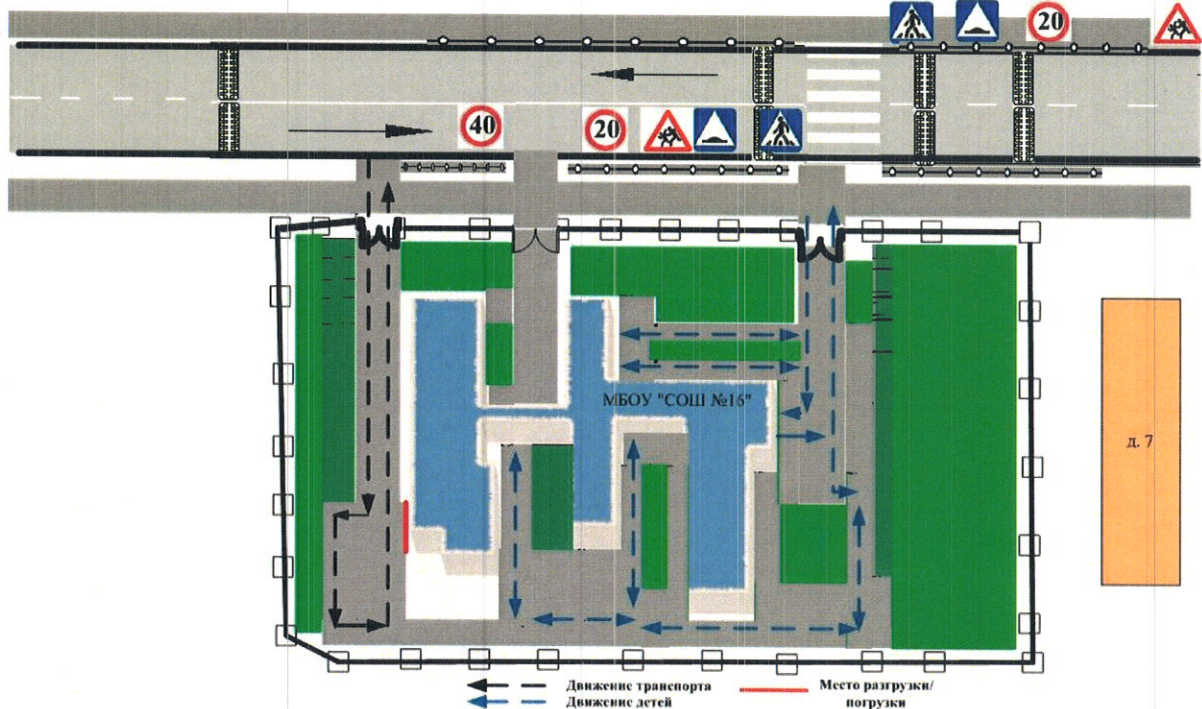 20
40
20
МБОУ "СОШ №16"
д. 7
Движение транспорта
Движение детей
Место разгрузки/
погрузки